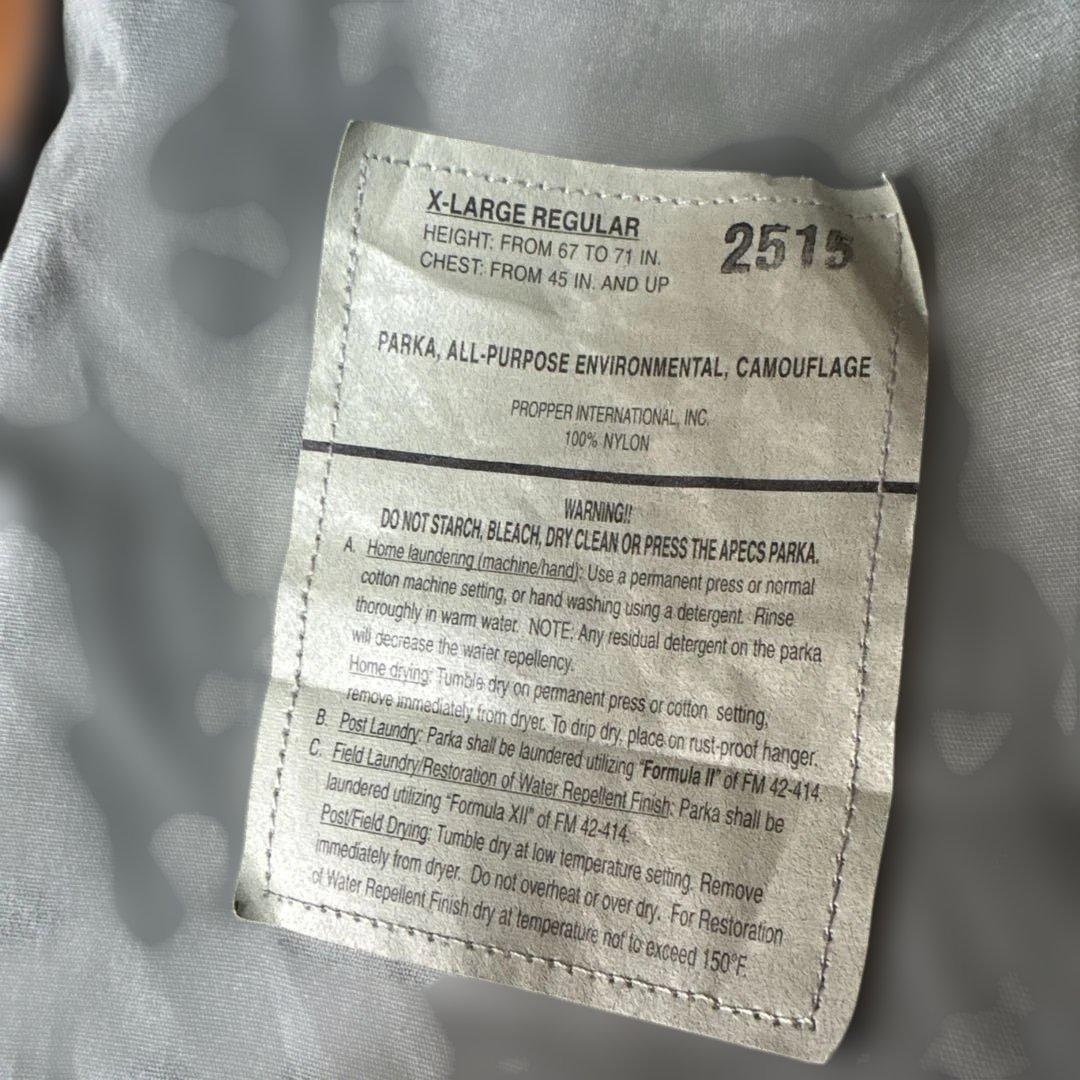 X-LARGE REGULAR
HEIGHT: FROM 67 TO 71 IN.
CHEST: FROM 45 IN. AND UP
2515
PARKA, ALL-PURPOSE ENVIRONMENTAL, CAMOUFLAGE
PROPPER INTERNATIONAL, INC.
100% NYLON
WARNING!!
DO NOT STARCH, BLEACH, DRY CLEAN OR PRESS THE APECS PARKA.
A. Home laundering (machine/hand): Use a permanent press or normal
cotton machine setting, or hand washing using a detergent. Rinse
thoroughly in warm water. NOTE: Any residual detergent on the parka
will decrease the water repellency.
Home drying: Tumble dry on permanent press or cotton setting,
remove immediately from dryer. To drip dry, place on rust-proof hanger.
B. Post Laundry: Parka shall be laundered utilizing "Formula II" of FM 42-414.
C. Field Laundry/Restoration of Water Repellent Finish: Parka shall be
laundered utilizing "Formula XII" of FM 42-414.
Post/Field Drying: Tumble dry at low temperature setting. Remove
immediately from dryer. Do not overheat or over dry. For Restoration
of Water Repellent Finish dry at temperature not to exceed 150°F.